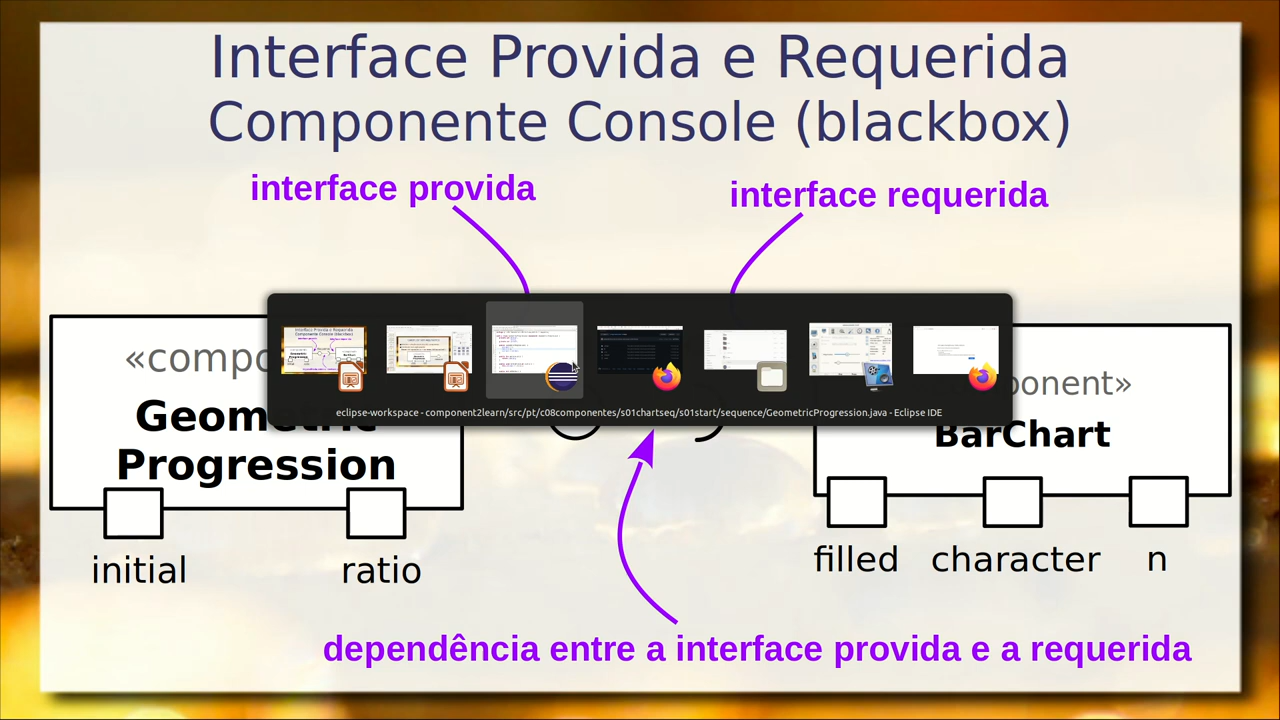 Interface Provida e Requerida
Componente Console (blackbox)
interface provida
interface requerida
«compo
ponent»
Geometric
Progression
BarChart
eclipse-workspace - component2learn/src/pt/c08componentes/s01chartseq/s01start/sequence/GeometricProgression.java - Eclipse IDE
initial
ratio
filled
character
n
dependência entre a interface provida e a requerida